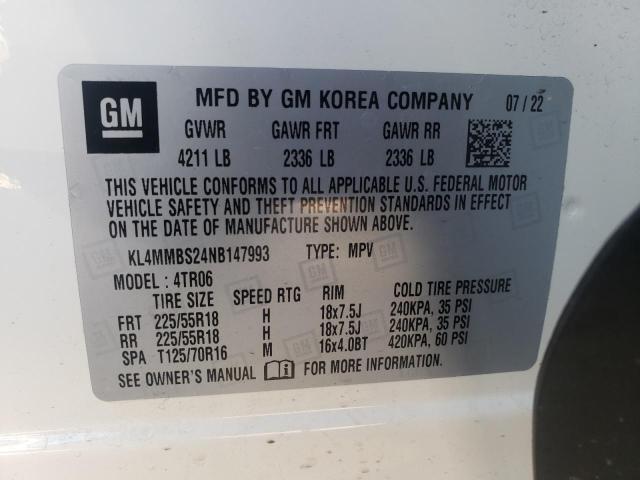 GM
MFD BY GM KOREA COMPANY 07/22
GVWR GAWR FRT GAWR RR
4211 LB 2336 LB 2336 LB
THIS VEHICLE CONFORMS TO ALL APPLICABLE U.S. FEDERAL MOTOR
VEHICLE SAFETY AND THEFT PREVENTION STANDARDS IN EFFECT
ON THE DATE OF MANUFACTURE SHOWN ABOVE.
KL4MMBS24NB147993 TYPE: MPV
MODEL: 4TR06
TIRE SIZE SPEED RTG RIM COLD TIRE PRESSURE
FRT 225/55R18 H 18x7.5J 240KPA, 35 PSI
RR 225/55R18 H 18x7.5J 240KPA, 35 PSI
SPA T125/70R16 M 16x4.0BT 420KPA, 60 PSI
SEE OWNER'S MANUAL FOR MORE INFORMATION.